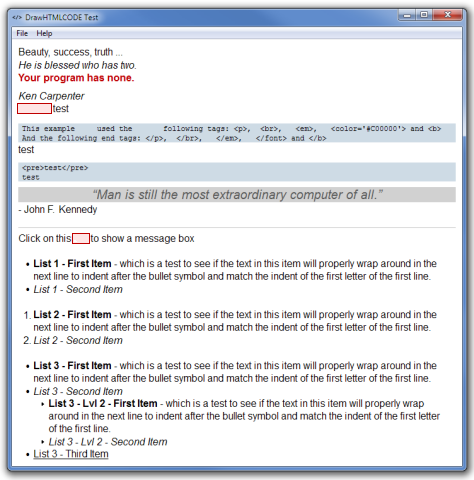 DrawHTMLCODE Test
File Help
Beauty, success, truth ...
He is blessed who has two.
Your program has none.
Ken Carpenter
test
This example used the following tags: <p>, <br>, <em>, <color='#C00000'> and <b>
And the following end tags: </p>, </br>, </em>, </font> and </b>
test
<pre>test</pre>
test
“Man is still the most extraordinary computer of all.”
- John F. Kennedy
Click on this to show a message box
• List 1 - First Item - which is a test to see if the text in this item will properly wrap around in the
next line to indent after the bullet symbol and match the indent of the first line of the first line.
• List 1 - Second Item
1. List 2 - First Item - which is a test to see if the text in this item will properly wrap around in the
next line to indent after the bullet symbol and match the indent of the first line of the first line.
2. List 2 - Second Item
• List 3 - First Item - which is a test to see if the text in this item will properly wrap around in the
next line to indent after the bullet symbol and match the indent of the first line of the first line.
• List 3 - Second Item
List 3 - Lvl 2 - First Item - which is a test to see if the text in this item will properly wrap
around in the next line to indent after the bullet symbol and match the indent of the first letter
of the first line.
List 3 - Lvl 2 - Second Item
• List 3 - Third Item